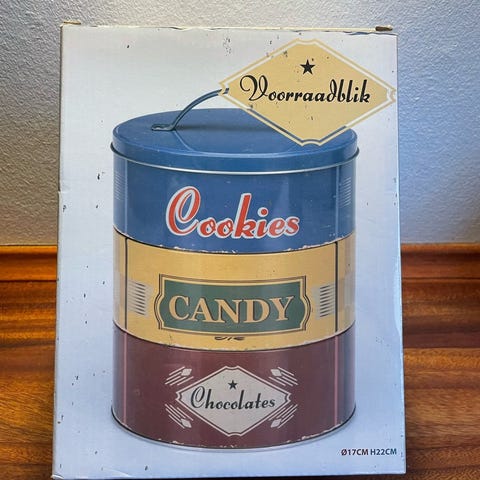 Voorraadblik
Cookies
CANDY
Chocolates
Ø17CM H22CM